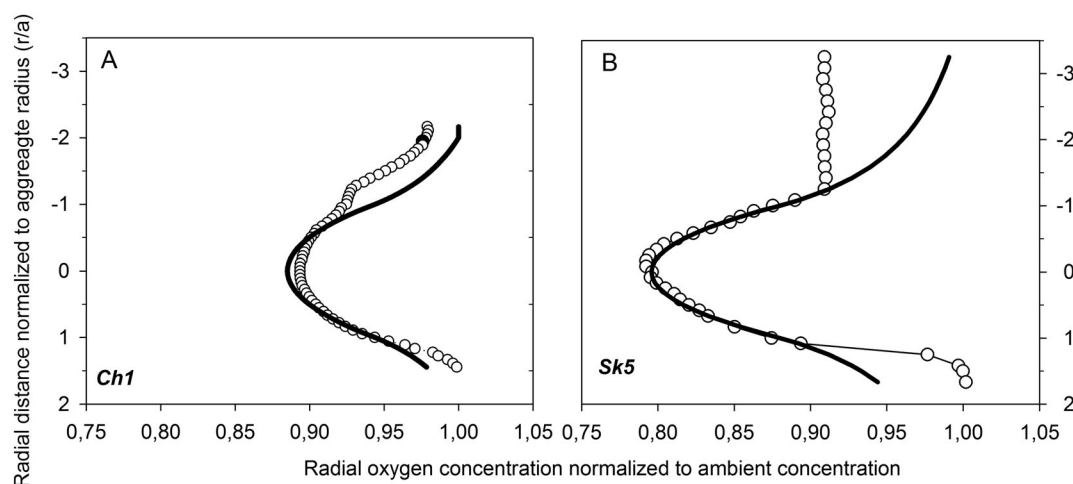 Radial distance normalized to aggreagte radius (r/a)
A
-3
-2
-1
0
1
2
Ch1
0,75 0,80 0,85 0,90 0,95 1,00 1,05
B
-3
-2
-1
0
1
2
Sk5
0,75 0,80 0,85 0,90 0,95 1,00 1,05
Radial oxygen concentration normalized to ambient concentration